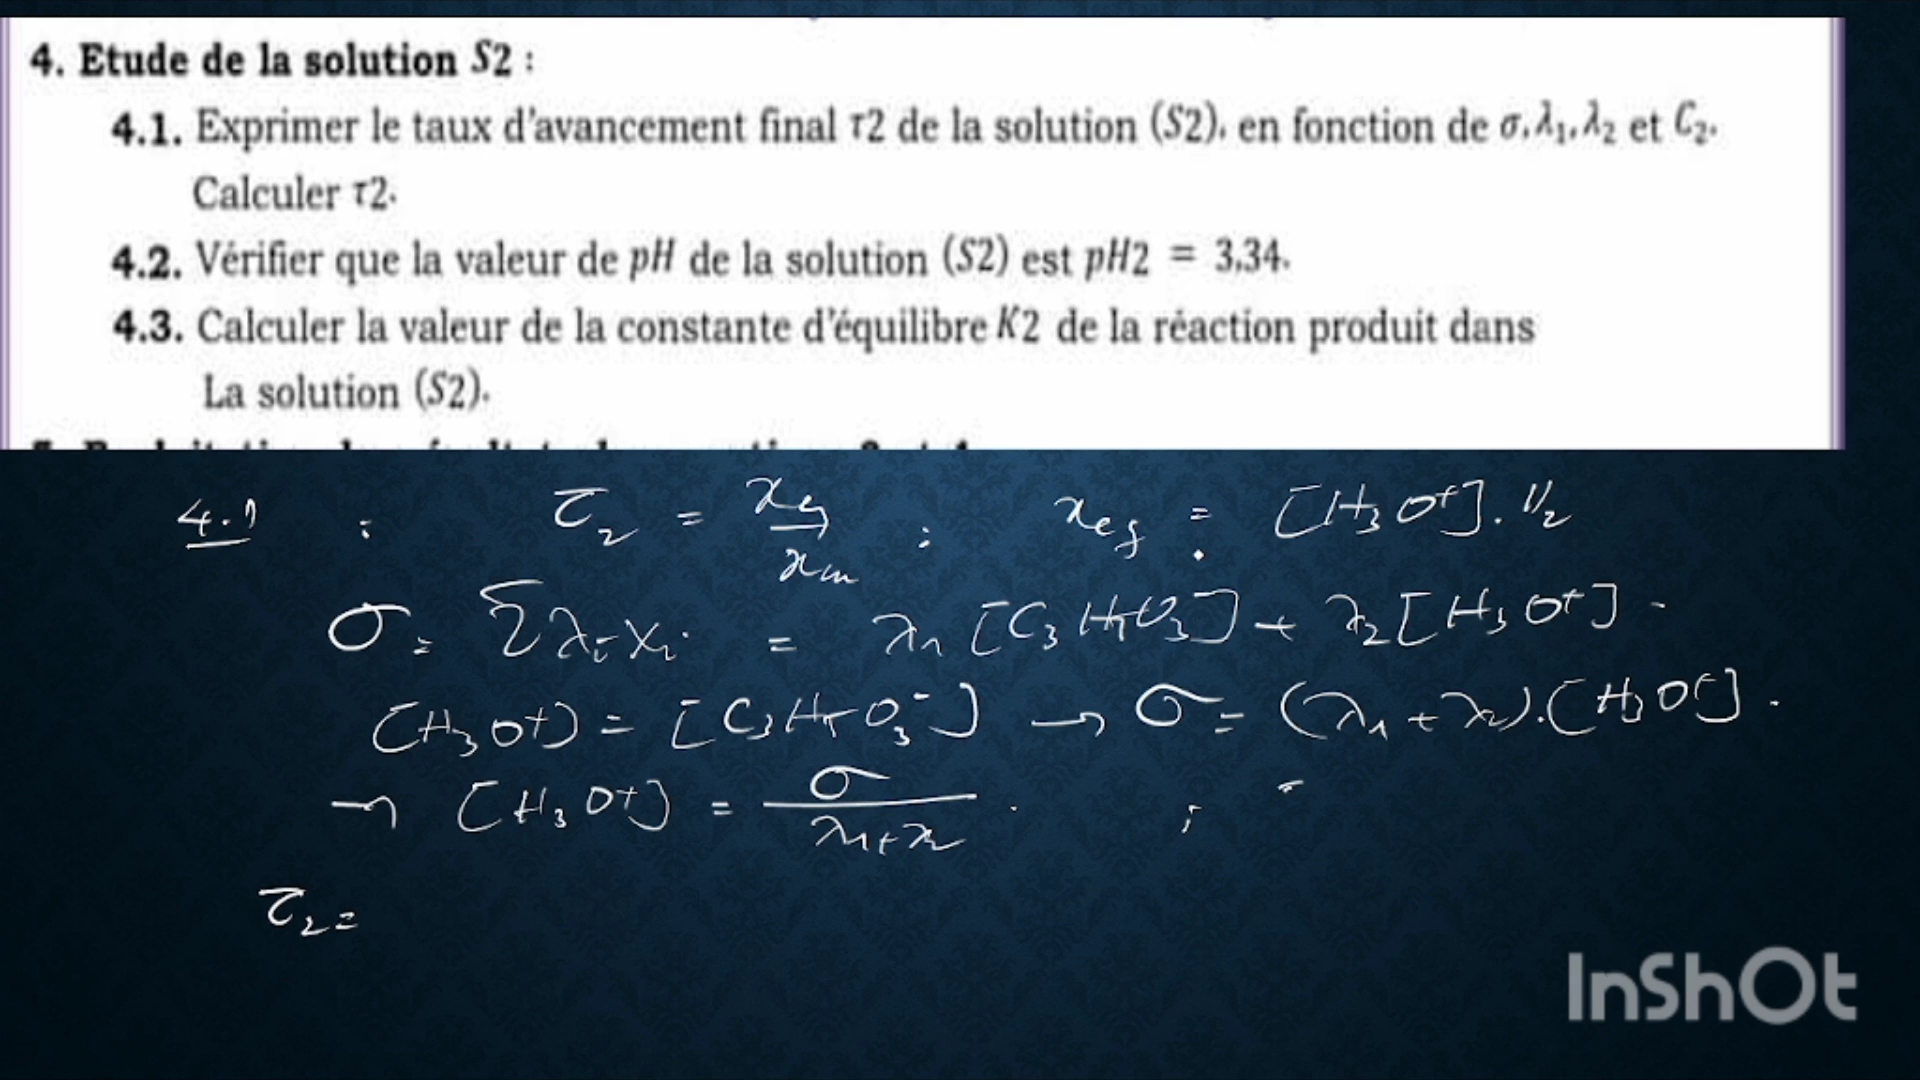 4. Etude de la solution S2 :
4.1. Exprimer le taux d'avancement final τ2 de la solution (S2), en fonction de σ, λ₁, λ₂ et C₂.
Calculer τ2.
4.2. Vérifier que la valeur de pH de la solution (S2) est pH2 = 3,34.
4.3. Calculer la valeur de la constante d'équilibre K2 de la réaction produit dans
La solution (S2).
4.1 : τ₂ = xéq/xm ; xéq = [H₃O⁺].V₂
σ = Σλᵢxᵢ = λ₁[C₃H₅O₃⁻] + λ₂[H₃O⁺].
[H₃O⁺] = [C₃H₅O₃⁻] → σ = (λ₁+λ₂).[H₃O⁺].
→ [H₃O⁺] = σ/(λ₁+λ₂) . ;
τ₂ =
InShOt